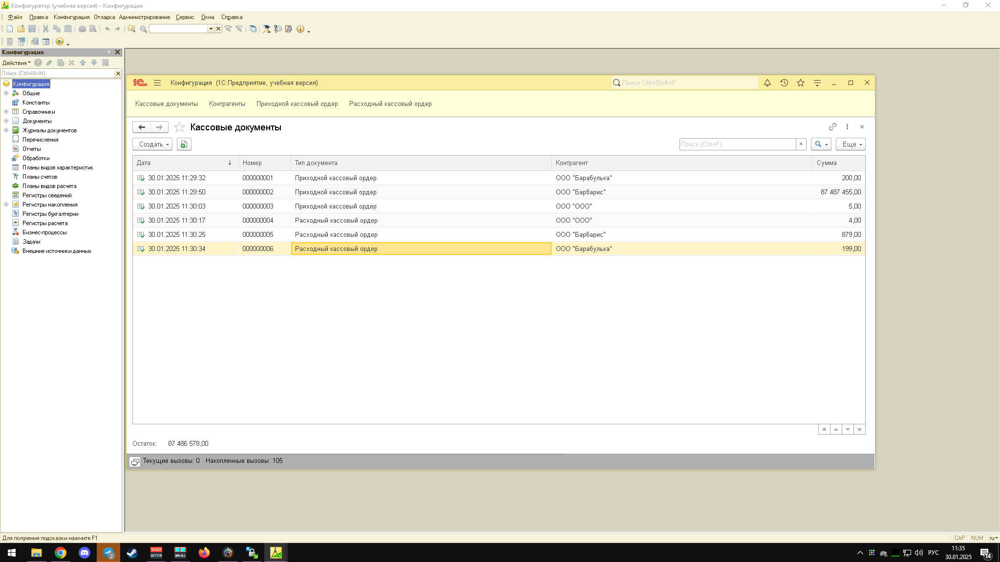 Конфигуратор (учебная версия) - Конфигурация
Файл Правка Конфигурация Отладка Администрирование Сервис Окна Справка
Конфигурация
Действия
Поиск (Ctrl+Alt+M)
Конфигурация
Общие
Константы
Справочники
Документы
Журналы документов
Перечисления
Отчеты
Обработки
Планы видов характеристик
Планы счетов
Планы видов расчета
Регистры сведений
Регистры накопления
Регистры бухгалтерии
Регистры расчета
Бизнес-процессы
Задачи
Внешние источники данных
1С Конфигурация (1С:Предприятие, учебная версия) Поиск Ctrl+Shift+F
Кассовые документы Контрагенты Приходной кассовый ордер Расходный кассовый ордер
Кассовые документы
Создать Поиск (Ctrl+F) Еще
Дата Номер Тип документа Контрагент Сумма
30.01.2025 11:29:32 000000001 Приходной кассовый ордер ООО "Барабулька" 200,00
30.01.2025 11:29:50 000000002 Приходной кассовый ордер ООО "Барбарис" 87 487 455,00
30.01.2025 11:30:03 000000003 Приходной кассовый ордер ООО "ООО" 5,00
30.01.2025 11:30:17 000000004 Расходный кассовый ордер ООО "ООО" 4,00
30.01.2025 11:30:25 000000005 Расходный кассовый ордер ООО "Барбарис" 879,00
30.01.2025 11:30:34 000000006 Расходный кассовый ордер ООО "Барабулька" 199,00
Остаток: 87 486 578,00
Текущие вызовы: 0 Накопленные вызовы: 105
Для получения подсказки нажмите F1 CAP NUM ru
2 VOICE MEETER MACRO РУС 11:35 14
30.01.2025